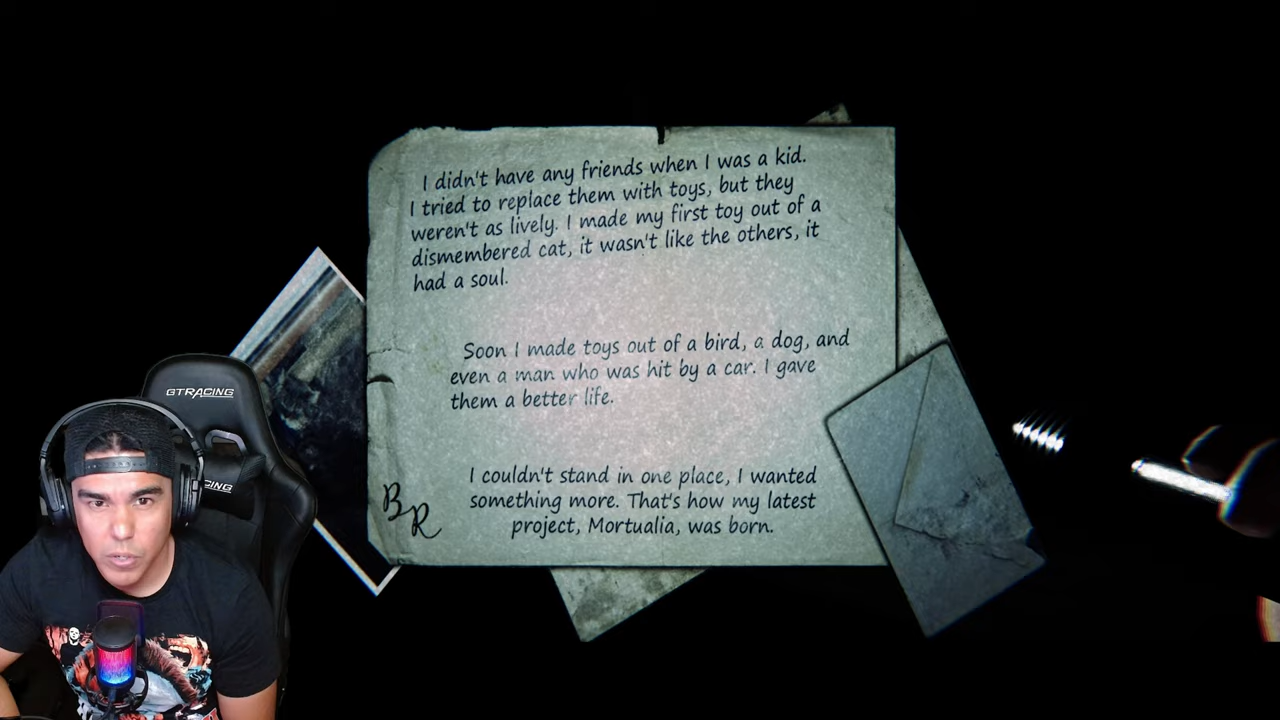 I didn't have any friends when I was a kid.
I tried to replace them with toys, but they
weren't as lively. I made my first toy out of a
dismembered cat, it wasn't like the others, it
had a soul.
Soon I made toys out of a bird, a dog, and
even a man who was hit by a car. I gave
them a better life.
I couldn't stand in one place, I wanted
something more. That's how my latest
project, Mortualia, was born.
BR
GTRACING
CING